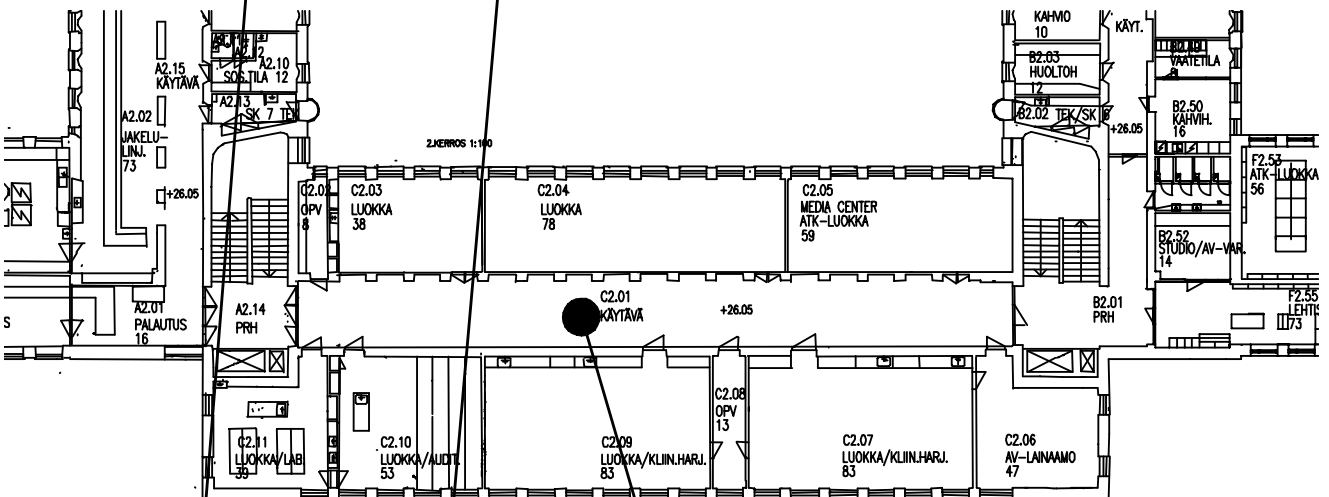 KAHVIO
10
KÄYT.
A2.12
A2.10
SOS.TILA 12
A2.15
KÄYTÄVÄ
A2.13
SK 7 TEK
A2.02
JAKELU-
LINJ.
73
+26.05
B2.03
HUOLTOH
12
B2.02 TEK/SK 6
VAATETILA
B2.50
KAHVIH.
16
+26.05
F2.53
ATK-LUOKKA
56
2.KERROS 1:100
C2.02
OPV
8
C2.03
LUOKKA
38
C2.04
LUOKKA
78
C2.05
MEDIA CENTER
ATK-LUOKKA
59
B2.52
STUDIO/AV-VAR.
14
A2.01
PALAUTUS
16
A2.14
PRH
C2.01
KÄYTÄVÄ
+26.05
B2.01
PRH
F2.55
LEHTIS
73
S
C2.11
LUOKKA/LAB.
39
C2.10
LUOKKA/AUDIT.
53
C2.09
LUOKKA/KLIIN.HARJ.
83
C2.08
OPV
13
C2.07
LUOKKA/KLIIN.HARJ.
83
C2.06
AV-LAINAAMO
47